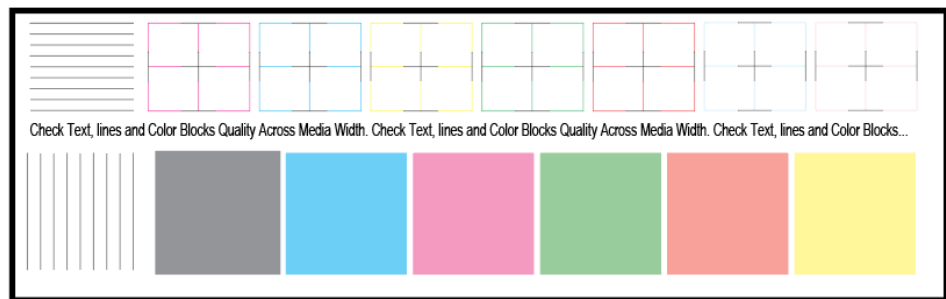 Check Text, lines and Color Blocks Quality Across Media Width. Check Text, lines and Color Blocks Quality Across Media Width. Check Text, lines and Color Blocks...